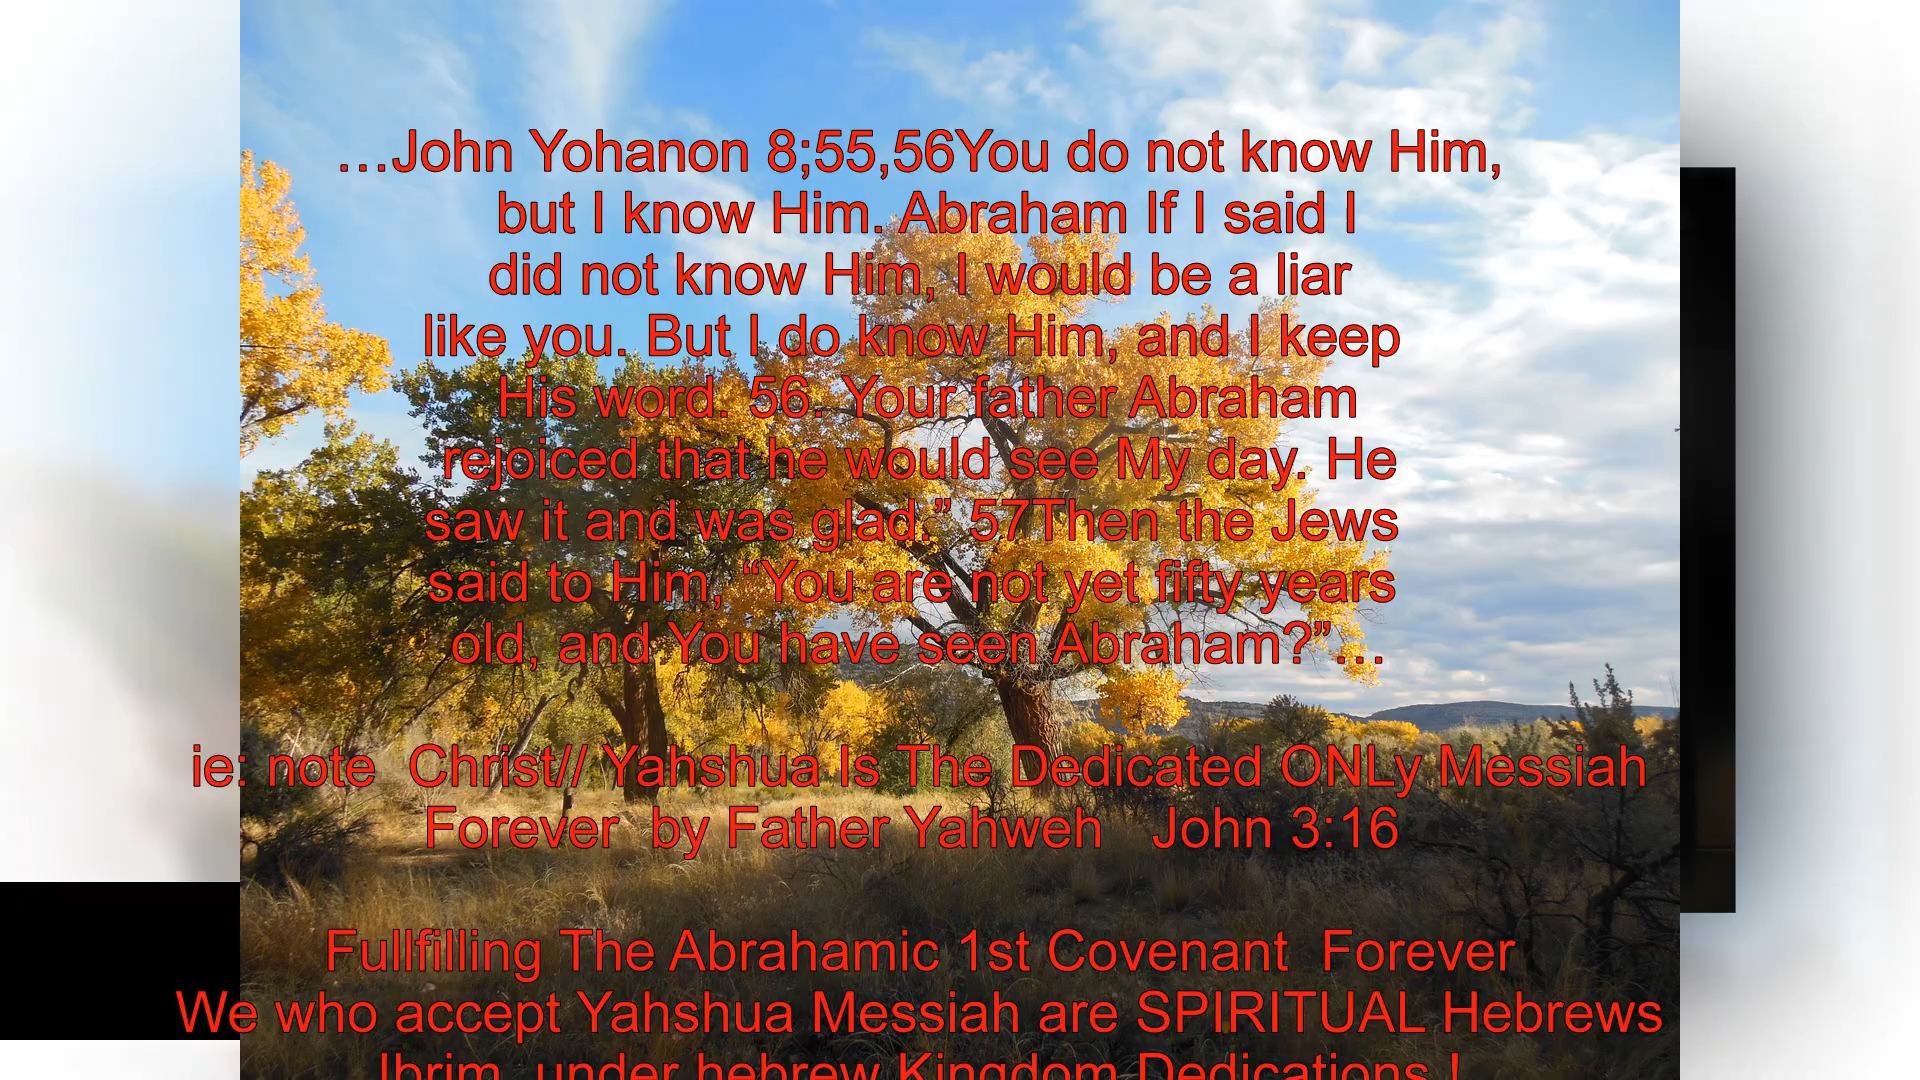 …John Yohanon 8;55,56You do not know Him,
but I know Him. Abraham If I said I
did not know Him, I would be a liar
like you. But I do know Him, and I keep
His word. 56. Your father Abraham
rejoiced that he would see My day. He
saw it and was glad.” 57Then the Jews
said to Him, “You are not yet fifty years
old, and You have seen Abraham?”…
ie: note Christ// Yahshua Is The Dedicated ONLy Messiah
Forever by Father Yahweh John 3:16
Fullfilling The Abrahamic 1st Covenant Forever
We who accept Yahshua Messiah are SPIRITUAL Hebrews
Ibrim under hebrew Kingdom Dedications !